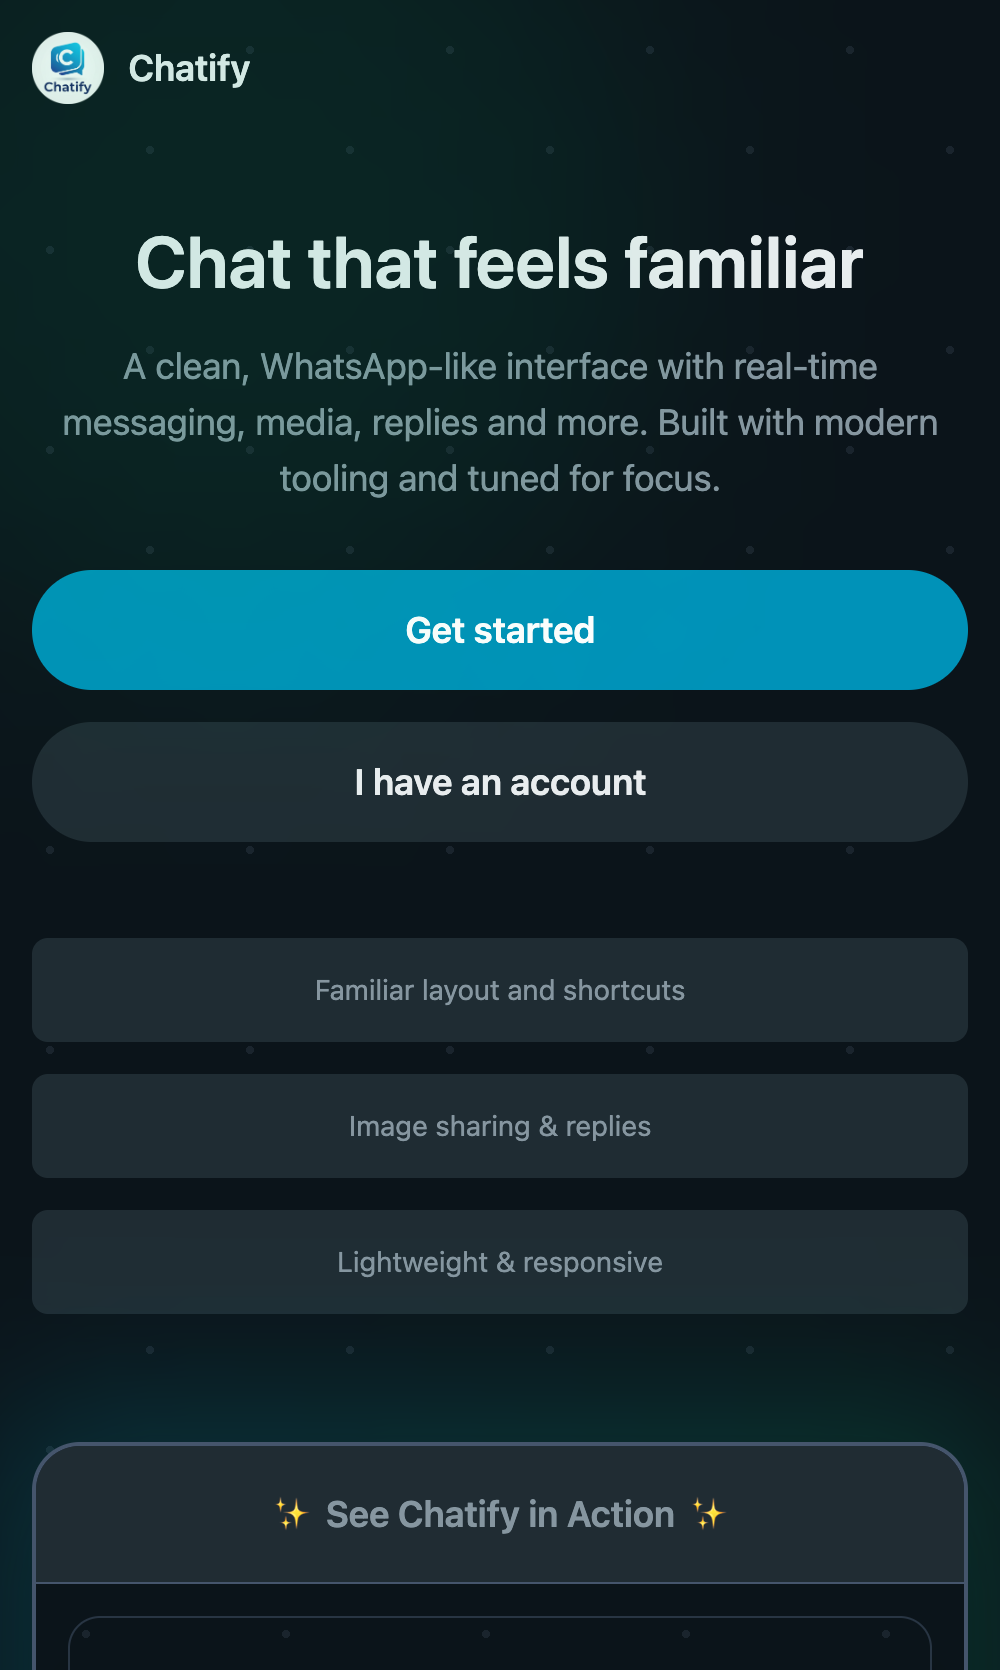 Chatify
Chatify
Chat that feels familiar
A clean, WhatsApp-like interface with real-time
messaging, media, replies and more. Built with modern
tooling and tuned for focus.
Get started
I have an account
Familiar layout and shortcuts
Image sharing & replies
Lightweight & responsive
✨ See Chatify in Action ✨